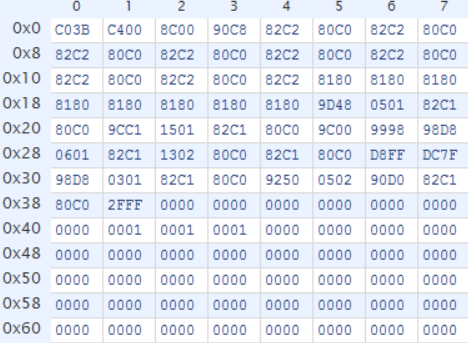 0 1 2 3 4 5 6 7
0x0 C03B C400 8C00 90C8 82C2 80C0 82C2 80C0
0x8 82C2 80C0 82C2 80C0 82C2 80C0 82C2 80C0
0x10 82C2 80C0 82C2 80C0 82C2 8180 8180 8180
0x18 8180 8180 8180 8180 8180 9D48 0501 82C1
0x20 80C0 9CC1 1501 82C1 80C0 9C00 9998 98D8
0x28 0601 82C1 1302 80C0 82C1 80C0 D8FF DC7F
0x30 98D8 0301 82C1 80C0 9250 0502 90D0 82C1
0x38 80C0 2FFF 0000 0000 0000 0000 0000 0000
0x40 0000 0001 0001 0001 0000 0000 0000 0000
0x48 0000 0000 0000 0000 0000 0000 0000 0000
0x50 0000 0000 0000 0000 0000 0000 0000 0000
0x58 0000 0000 0000 0000 0000 0000 0000 0000
0x60 0000 0000 0000 0000 0000 0000 0000 0000